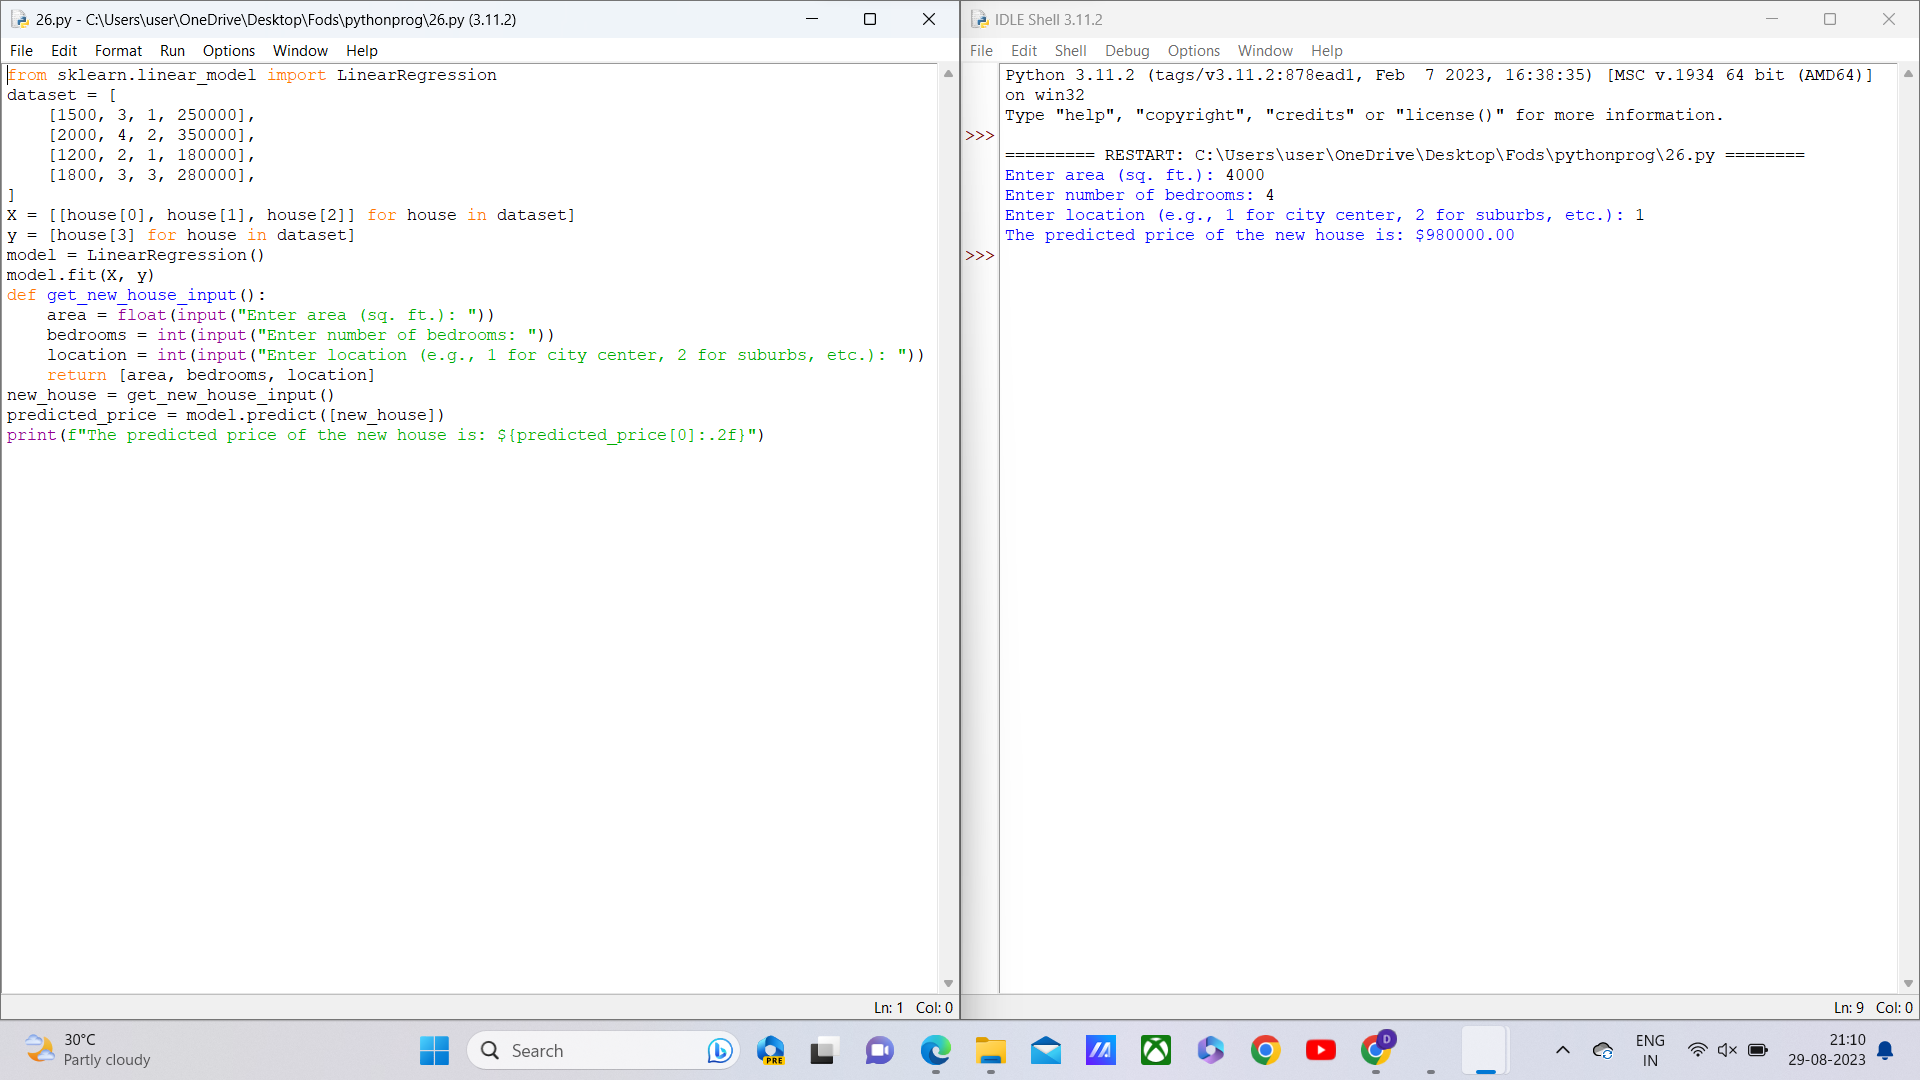 26.py - C:\Users\user\OneDrive\Desktop\Fods\pythonprog\26.py (3.11.2)
File Edit Format Run Options Window Help
from sklearn.linear_model import LinearRegression
dataset = [
    [1500, 3, 1, 250000],
    [2000, 4, 2, 350000],
    [1200, 2, 1, 180000],
    [1800, 3, 3, 280000],
]
X = [[house[0], house[1], house[2]] for house in dataset]
y = [house[3] for house in dataset]
model = LinearRegression()
model.fit(X, y)
def get_new_house_input():
    area = float(input("Enter area (sq. ft.): "))
    bedrooms = int(input("Enter number of bedrooms: "))
    location = int(input("Enter location (e.g., 1 for city center, 2 for suburbs, etc.): "))
    return [area, bedrooms, location]
new_house = get_new_house_input()
predicted_price = model.predict([new_house])
print(f"The predicted price of the new house is: ${predicted_price[0]:.2f}")
Ln: 1 Col: 0
IDLE Shell 3.11.2
File Edit Shell Debug Options Window Help
Python 3.11.2 (tags/v3.11.2:878ead1, Feb  7 2023, 16:38:35) [MSC v.1934 64 bit (AMD64)]
on win32
Type "help", "copyright", "credits" or "license()" for more information.
>>>
========= RESTART: C:\Users\user\OneDrive\Desktop\Fods\pythonprog\26.py ========
Enter area (sq. ft.): 4000
Enter number of bedrooms: 4
Enter location (e.g., 1 for city center, 2 for suburbs, etc.): 1
The predicted price of the new house is: $980000.00
>>>
Ln: 9 Col: 0
30°C
Partly cloudy
Search
PRE
D
ENG
IN
21:10
29-08-2023